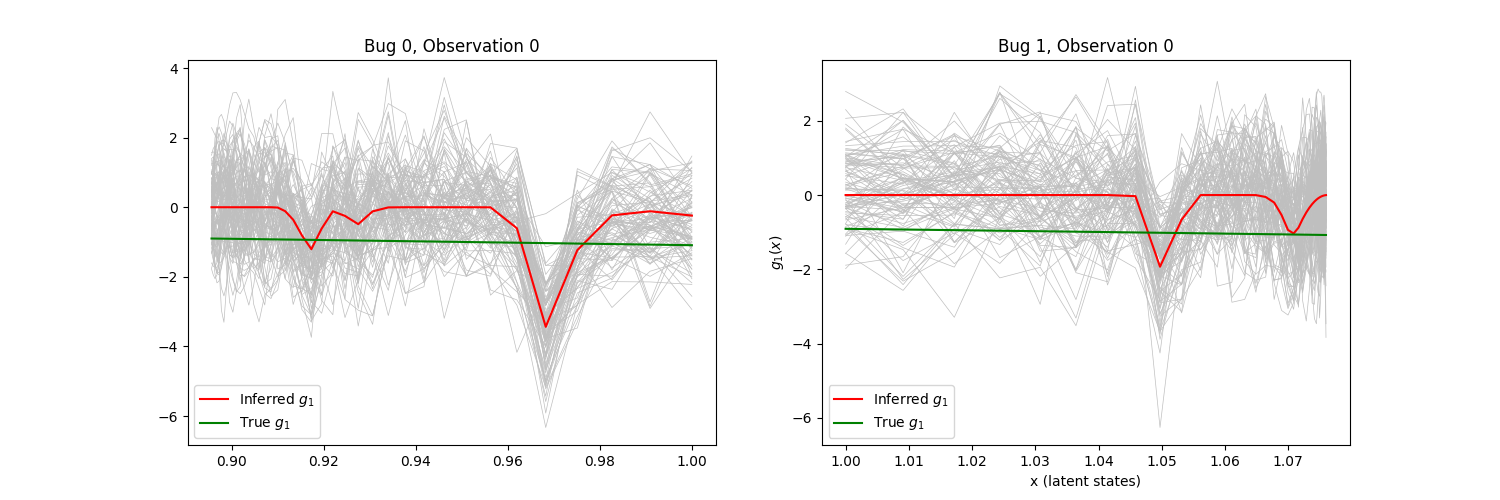 Bug 0, Observation 0
4
2
0
−2
−4
−6
0.90 0.92 0.94 0.96 0.98 1.00
Inferred g₁
True g₁
Bug 1, Observation 0
g₁(x)
2
0
−2
−4
−6
1.00 1.01 1.02 1.03 1.04 1.05 1.06 1.07
x (latent states)
Inferred g₁
True g₁